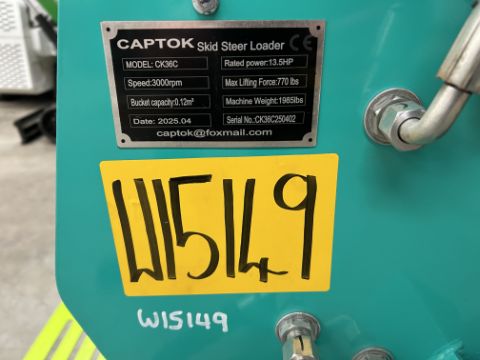 CAPTOK Skid Steer Loader CE
MODEL: CK36C Rated power:13.5HP
Speed:3000rpm Max Lifting Force:770 lbs
Bucket capacity:0.12m³ Machine Weight:1985lbs
Date: 2025.04 Serial No.:CK36C250402
captok@foxmail.com
W15149
W15149